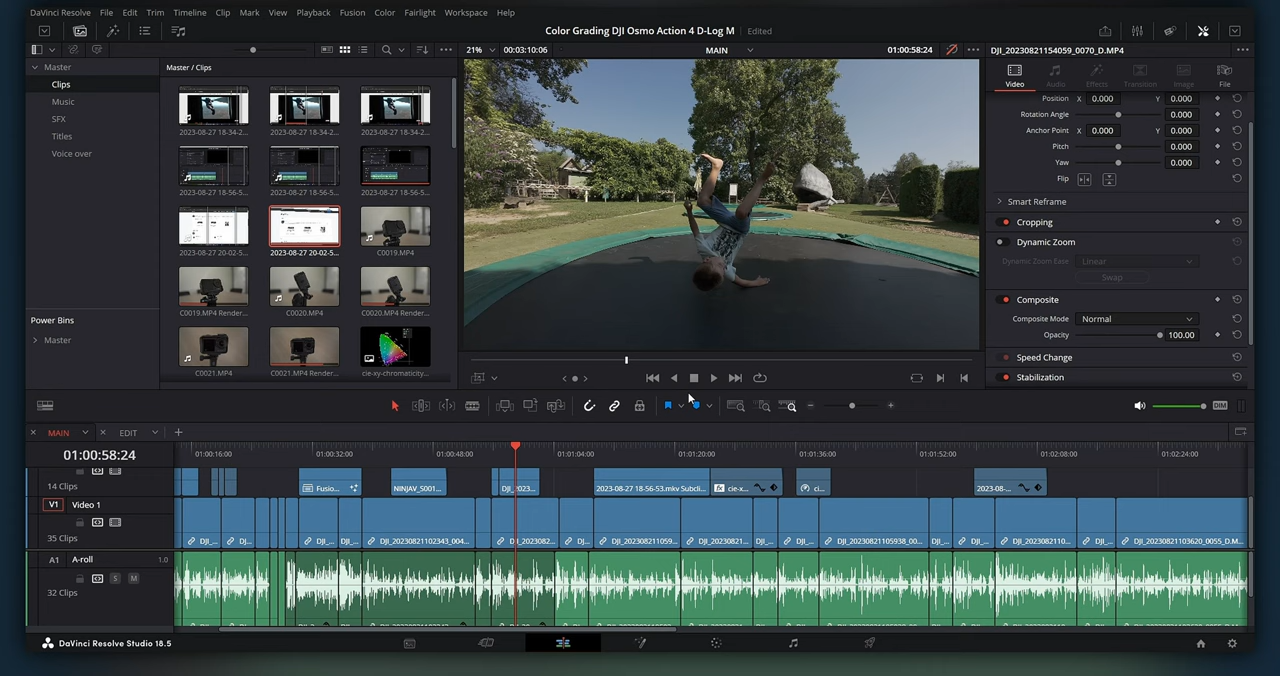 DaVinci Resolve File Edit Trim Timeline Clip Mark View Playback Fusion Color Fairlight Workspace Help
Color Grading DJI Osmo Action 4 D-Log M Edited
21% 00:03:10:06 MAIN 01:00:58:24 DJI_20230821154059_0070_D.MP4
Master
Clips
Music
SFX
Titles
Voice over
Power Bins
Master
Master / Clips
2023-08-27 18-34-2... 2023-08-27 18-34-2... 2023-08-27 18-34-2...
2023-08-27 18-56-5... 2023-08-27 18-56-5... 2023-08-27 18-56-5...
2023-08-27 20-02-5... 2023-08-27 20-02-5... C0019.MP4
C0019.MP4 Render... C0020.MP4 C0020.MP4 Render...
C0021.MP4 C0021.MP4 Render... cie-xy-chromaticity...
Video Audio Effects Transition Image File
Position X 0.000 Y 0.000
Rotation Angle 0.000
Anchor Point X 0.000 Y 0.000
Pitch 0.000
Yaw 0.000
Flip
Smart Reframe
Cropping
Dynamic Zoom
Dynamic Zoom Ease Linear
Swap
Composite
Composite Mode Normal
Opacity 100.00
Speed Change
Stabilization
DIM
MAIN EDIT
01:00:58:24
01:00:16:00 01:00:32:00 01:00:48:00 01:01:04:00 01:01:20:00 01:01:36:00 01:01:52:00 01:02:08:00 01:02:24:00
14 Clips
Fusio... NINJAV_S001... DJI_2023... 2023-08-27 18-56-53.mkv Subcli... cie-x... ci... 2023-08-...
V1 Video 1
35 Clips
DJI_... DJ... DJI_20230821102343_004... DJI_2023082... DJI_... DJI_202308211059... DJI_20230821... DJI_... DJI_20230821105938_00... DJ... DJI_... DJI_2023082110... DJI_... DJI_20230821103620_0055_D.M...
A1 A-roll 1.0
S M
32 Clips
DaVinci Resolve Studio 18.5